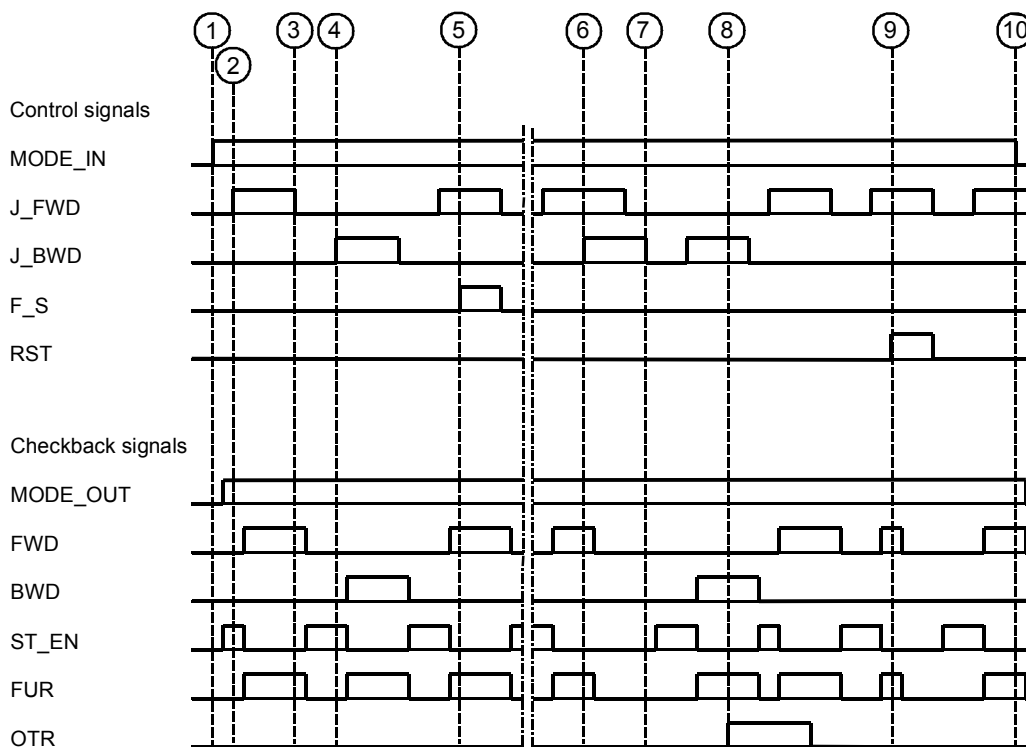 1 3 4 5 6 7 8 9 10
2
Control signals
MODE_IN
J_FWD
J_BWD
F_S
RST
Checkback signals
MODE_OUT
FWD
BWD
ST_EN
FUR
OTR